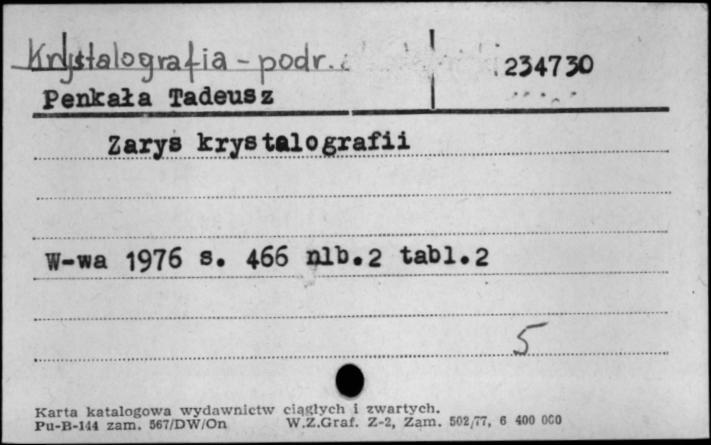 Krystalografia - podr.
234730
Penkała Tadeusz
Zarys krystalografii
W-wa 1976 s. 466 nlb.2 tabl.2
5
Karta katalogowa wydawnictw ciągłych i zwartych.
Pu-B-144 zam. 567/DW/On W.Z.Graf. Z-2, Zam. 502/77, 6 400 000